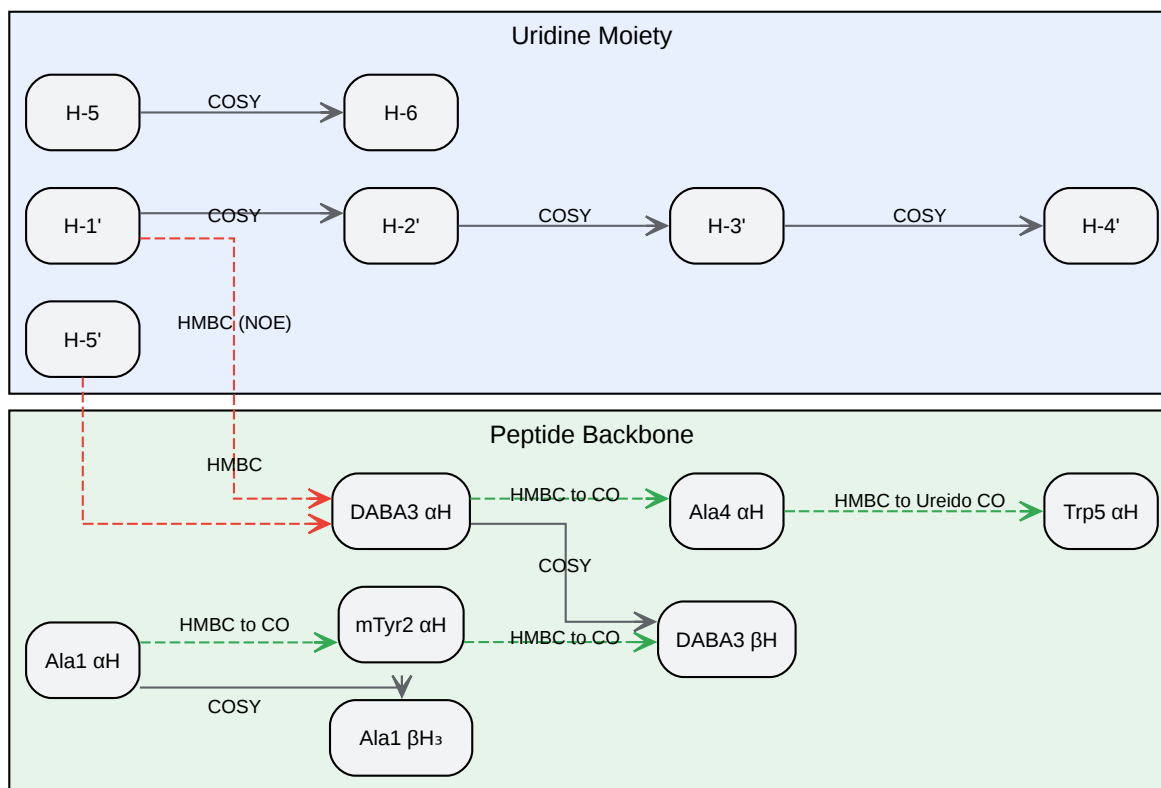 Uridine Moiety
H-5
COSY
H-6
H-1'
COSY
H-2'
COSY
H-3'
COSY
H-4'
H-5'
HMBC (NOE)
Peptide Backbone
HMBC
DABA3 αH
HMBC to CO
Ala4 αH
HMBC to Ureido CO
Trp5 αH
COSY
Ala1 αH
HMBC to CO
mTyr2 αH
HMBC to CO
DABA3 βH
COSY
Ala1 βH₃